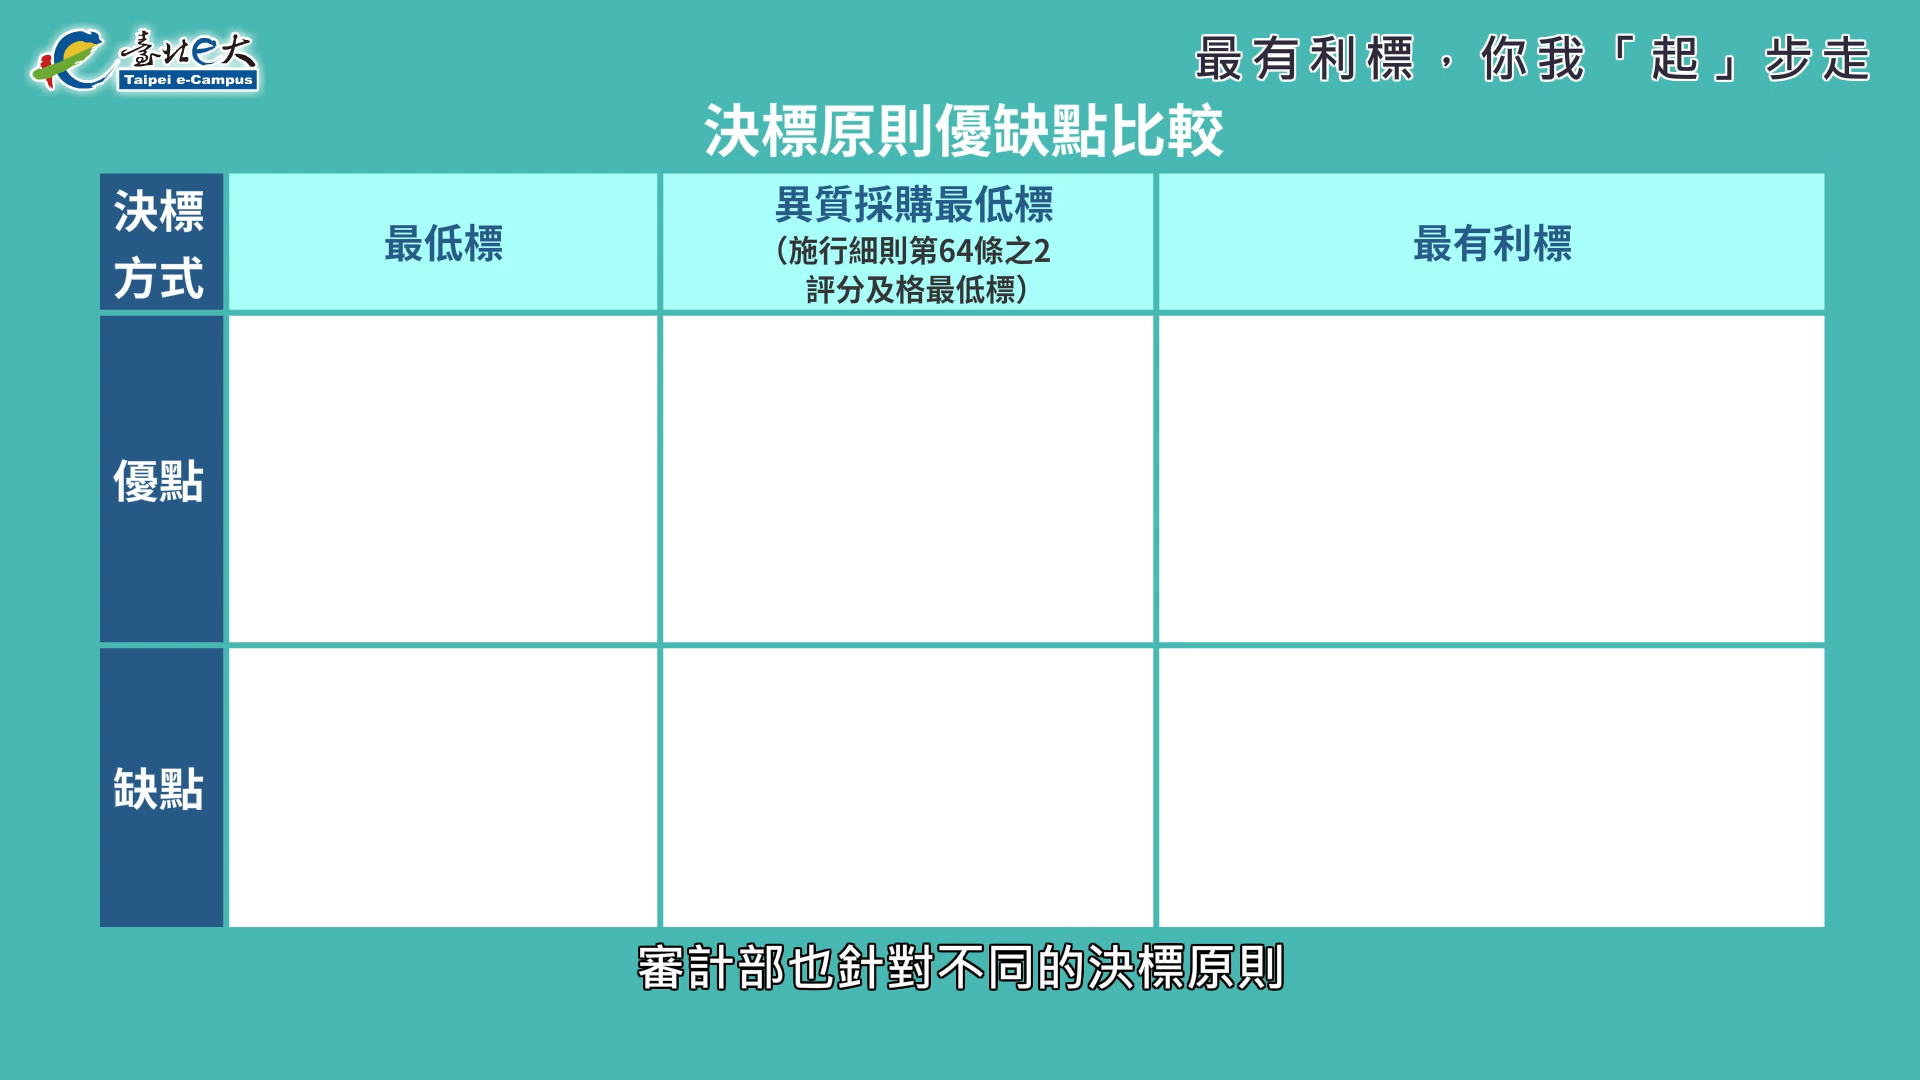 臺北e大
Taipei e-Campus
最有利標，你我「起」步走
決標原則優缺點比較
決標
方式
最低標
異質採購最低標
（施行細則第64條之2
評分及格最低標）
最有利標
優點
缺點
審計部也針對不同的決標原則